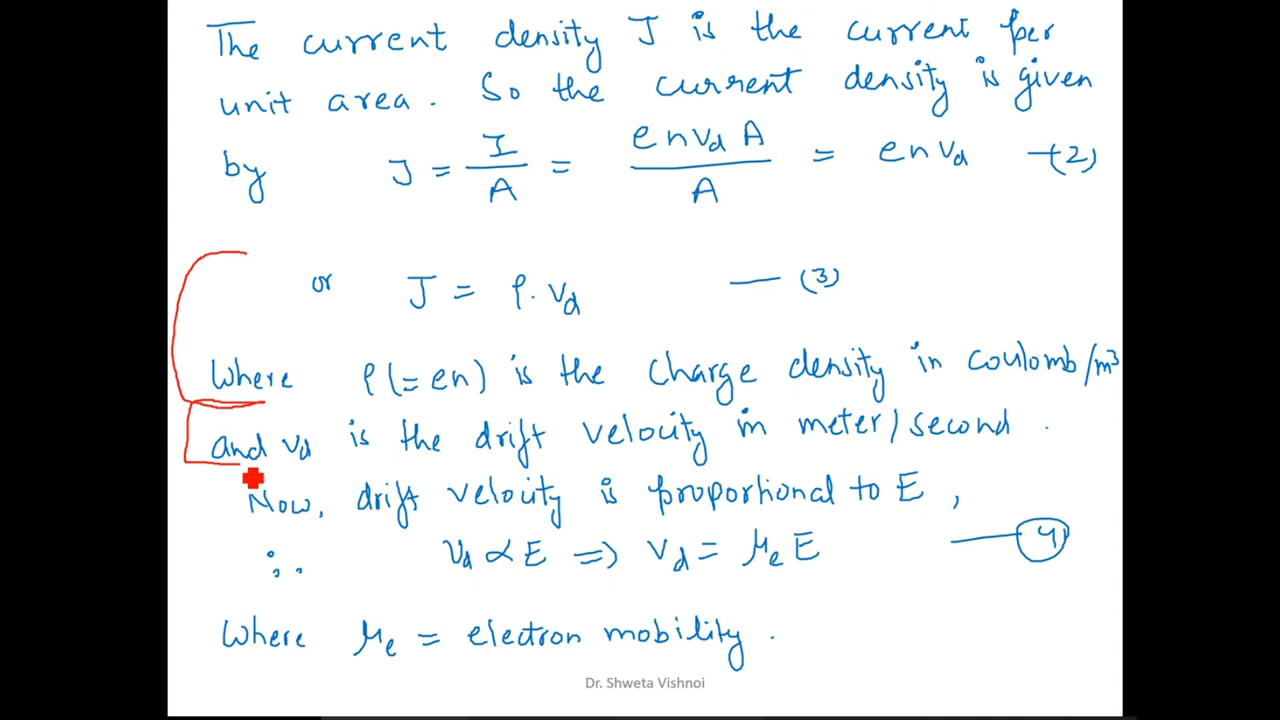 The current density J is the current per
unit area. So the current density is given
by J = I/A = e n vd A / A = e n vd —(2)
or J = ρ. vd — (3)
Where ρ(= en) is the charge density in coulomb/m³
and vd is the drift velocity in meter/second.
Now, drift velocity is proportional to E,
∴ vd ∝ E ⇒ vd = μe E — (4)
Where μe = electron mobility.
Dr. Shweta Vishnoi